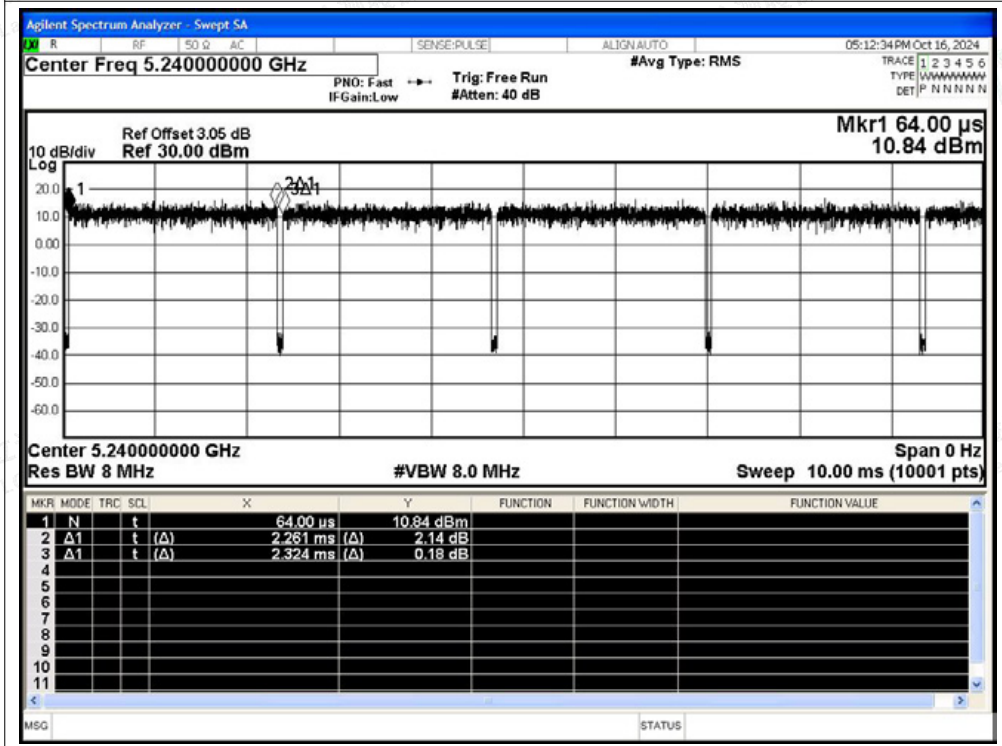 Agilent Spectrum Analyzer - Swept SA
R RF 50 Ω AC SENSE:PULSE ALIGN AUTO 05:12:34 PM Oct 16, 2024
Center Freq 5.240000000 GHz #Avg Type: RMS TRACE 1 2 3 4 5 6
PNO: Fast Trig: Free Run TYPE WWWWWW
IFGain:Low #Atten: 40 dB DET P N N N N N
Mkr1 64.00 µs
Ref Offset 3.05 dB
10 dB/div Ref 30.00 dBm 10.84 dBm
Log
20.0 1 2Δ1 3Δ1
10.0
0.00
-10.0
-20.0
-30.0
-40.0
-50.0
-60.0
Center 5.240000000 GHz Span 0 Hz
Res BW 8 MHz #VBW 8.0 MHz Sweep 10.00 ms (10001 pts)
MKR MODE TRC SCL X Y FUNCTION FUNCTION WIDTH FUNCTION VALUE
1 N t 64.00 µs 10.84 dBm
2 Δ1 t (Δ) 2.261 ms (Δ) 2.14 dB
3 Δ1 t (Δ) 2.324 ms (Δ) 0.18 dB
4
5
6
7
8
9
10
11
MSG STATUS